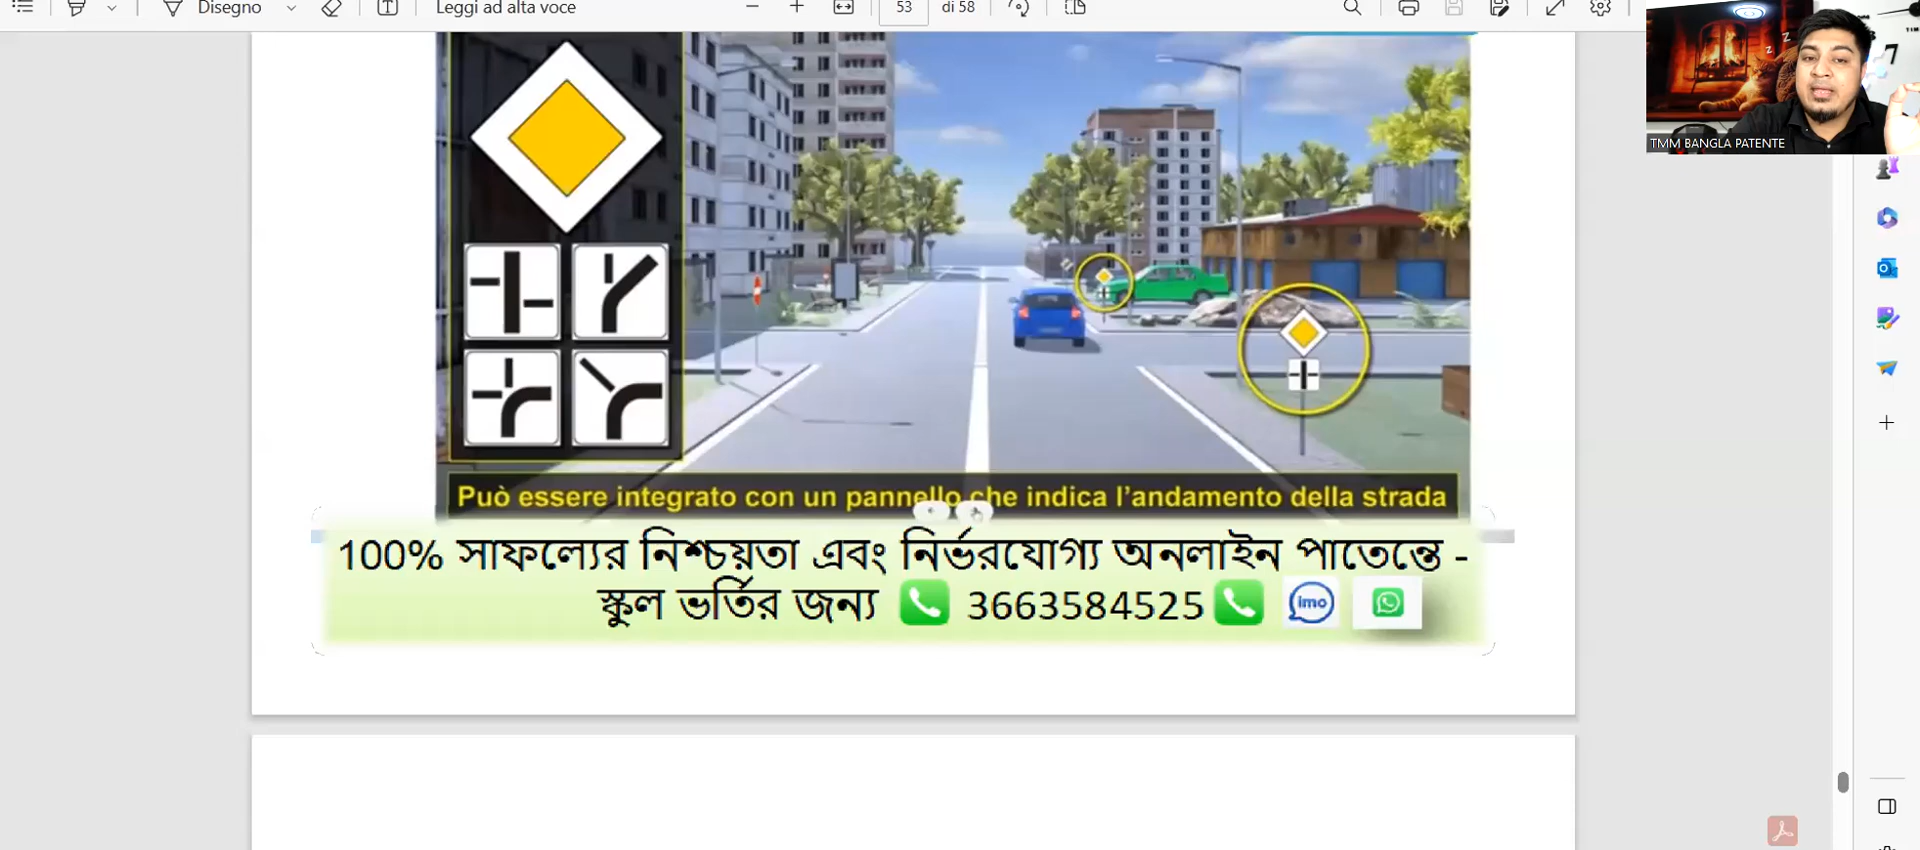 Disegno
Leggi ad alta voce
53
di 58
7
TMM BANGLA PATENTE
Può essere integrato con un pannello che indica l'andamento della strada
100% সাফল্যের নিশ্চয়তা এবং নির্ভরযোগ্য অনলাইন পাতেন্তে -
স্কুল ভর্তির জন্য 3663584525 imo